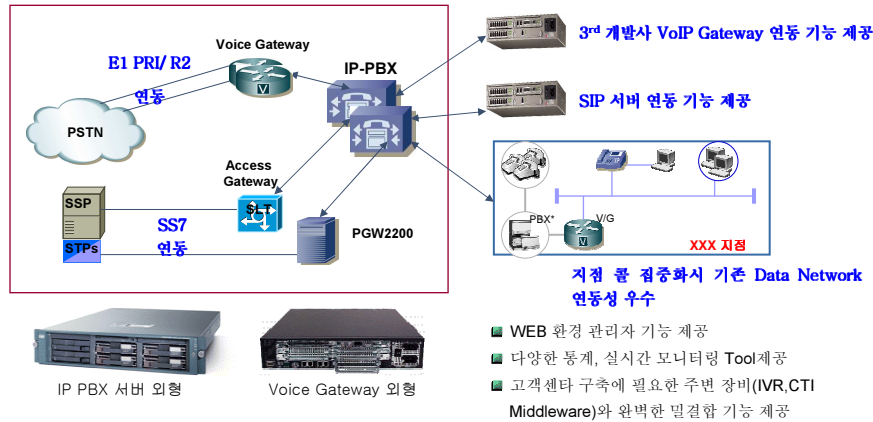 Voice Gateway
E1 PRI/ R2
연동
IP-PBX
PSTN
V
Access
Gateway
SLT
SSP
STPs
SS7
연동
PGW2200
3rd 개발사 VoIP Gateway 연동 기능 제공
SIP 서버 연동 기능 제공
PBX*
V/G
V
XXX 지점
지점 콜 집중화시 기존 Data Network
연동성 우수
IP PBX 서버 외형
Voice Gateway 외형
WEB 환경 관리자 기능 제공
다양한 통계, 실시간 모니터링 Tool제공
고객센타 구축에 필요한 주변 장비(IVR,CTI
Middleware)와 완벽한 밀결합 기능 제공